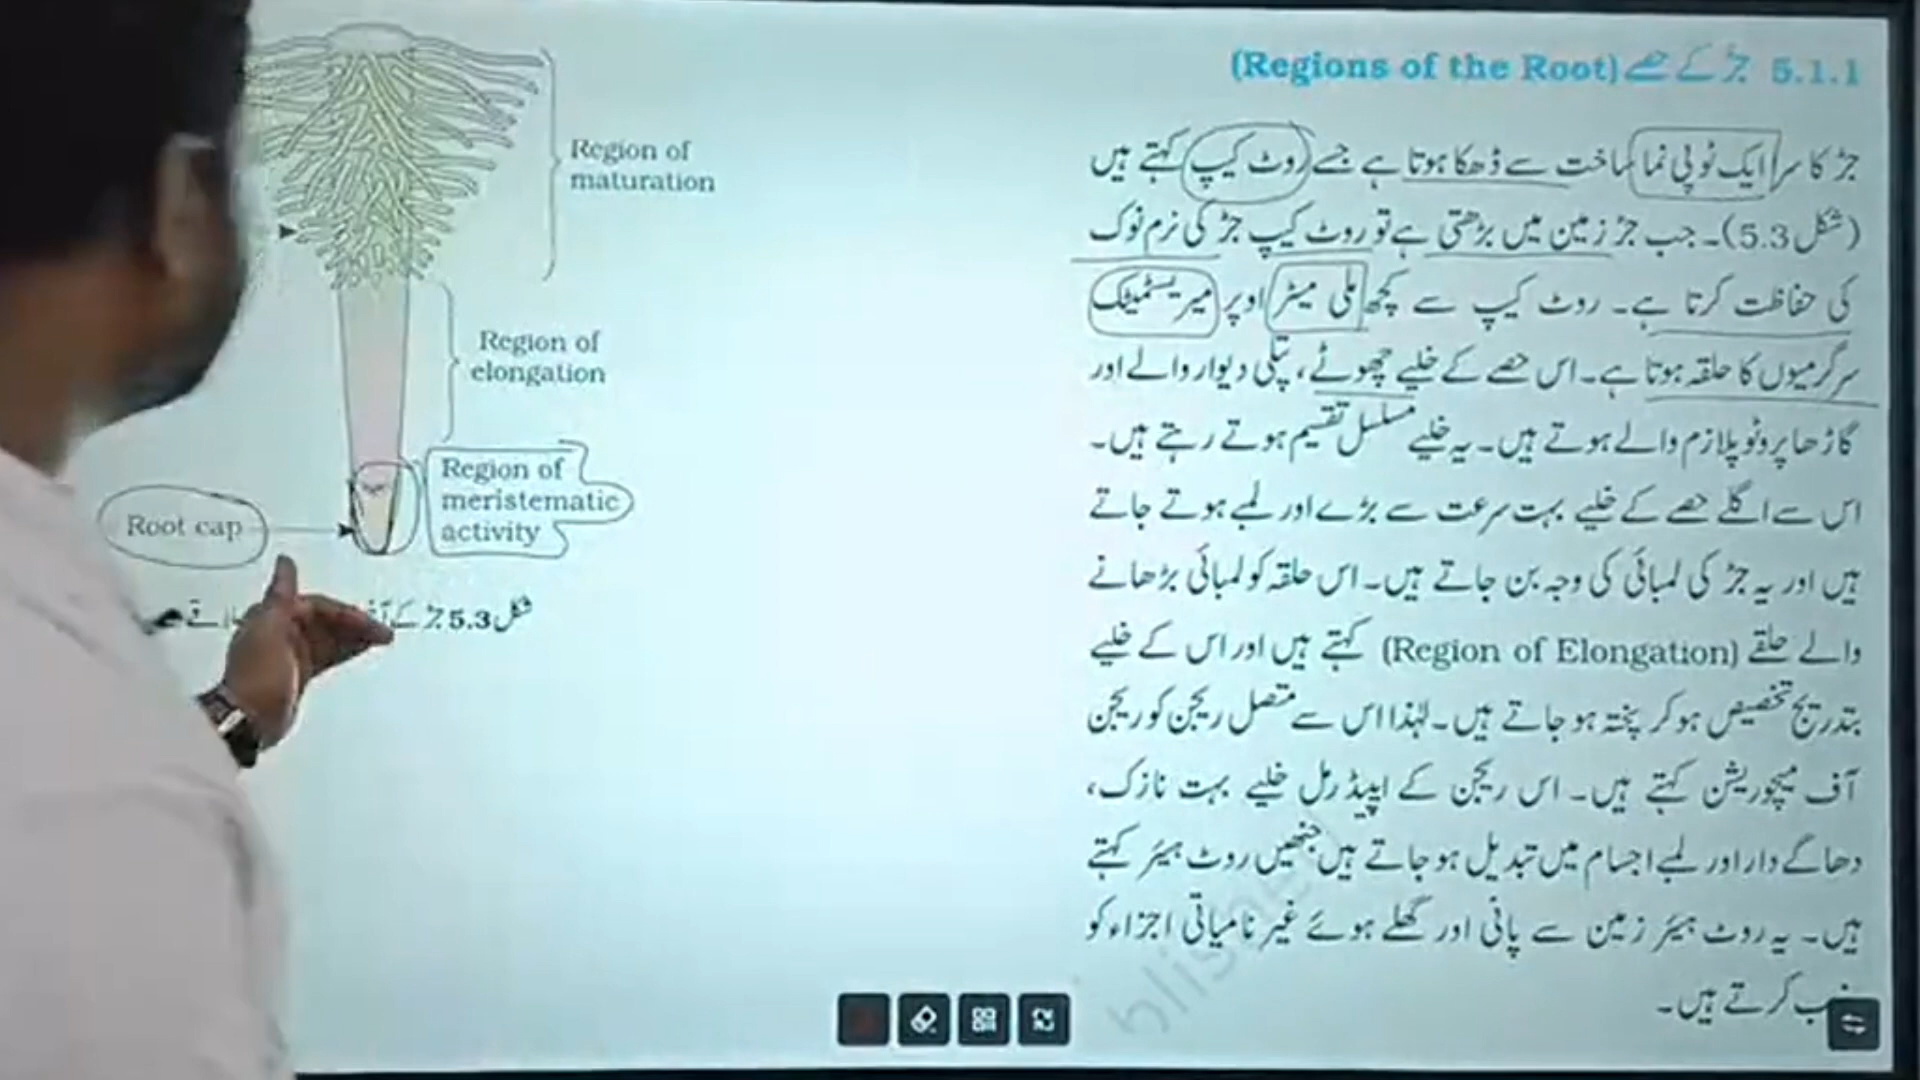 5.1.1 جڑ کے حصے (Regions of the Root)
جڑ کا سرا ایک ٹوپی نما ساخت سے ڈھکا ہوتا ہے جسے روٹ کیپ کہتے ہیں
(شکل 5.3)۔ جب جڑ زمین میں بڑھتی ہے تو روٹ کیپ جڑ کی نرم نوک
کی حفاظت کرتا ہے۔ روٹ کیپ سے کچھ ملی میٹر اوپر میریسٹمیٹک
سرگرمیوں کا حلقہ ہوتا ہے۔ اس حصے کے خلیے چھوٹے، پتلی دیوار والے اور
گاڑھا پروٹوپلازم والے ہوتے ہیں۔ یہ خلیے مسلسل تقسیم ہوتے رہتے ہیں۔
اس سے اگلے حصے کے خلیے بہت سرعت سے بڑے اور لمبے ہوتے جاتے
ہیں اور یہ جڑ کی لمبائی کی وجہ بن جاتے ہیں۔ اس حلقہ کو لمبائی بڑھانے
والے حلقے (Region of Elongation) کہتے ہیں اور اس کے خلیے
بتدریج تخصیص ہو کر پختہ ہو جاتے ہیں۔ لہٰذا اس سے متصل ریجن کو ریجن
آف میچوریشن کہتے ہیں۔ اس ریجن کے ایپیڈرمل خلیے بہت نازک،
دھاگے دار اور لمبے اجسام میں تبدیل ہو جاتے ہیں جنھیں روٹ ہیئر کہتے
ہیں۔ یہ روٹ ہیئر زمین سے پانی اور گھلے ہوئے غیر نامیاتی اجزاء کو
کرتے ہیں۔
Region of
maturation
Region of
elongation
Region of
meristematic
activity
Root cap
شکل 5.3 جڑ کے